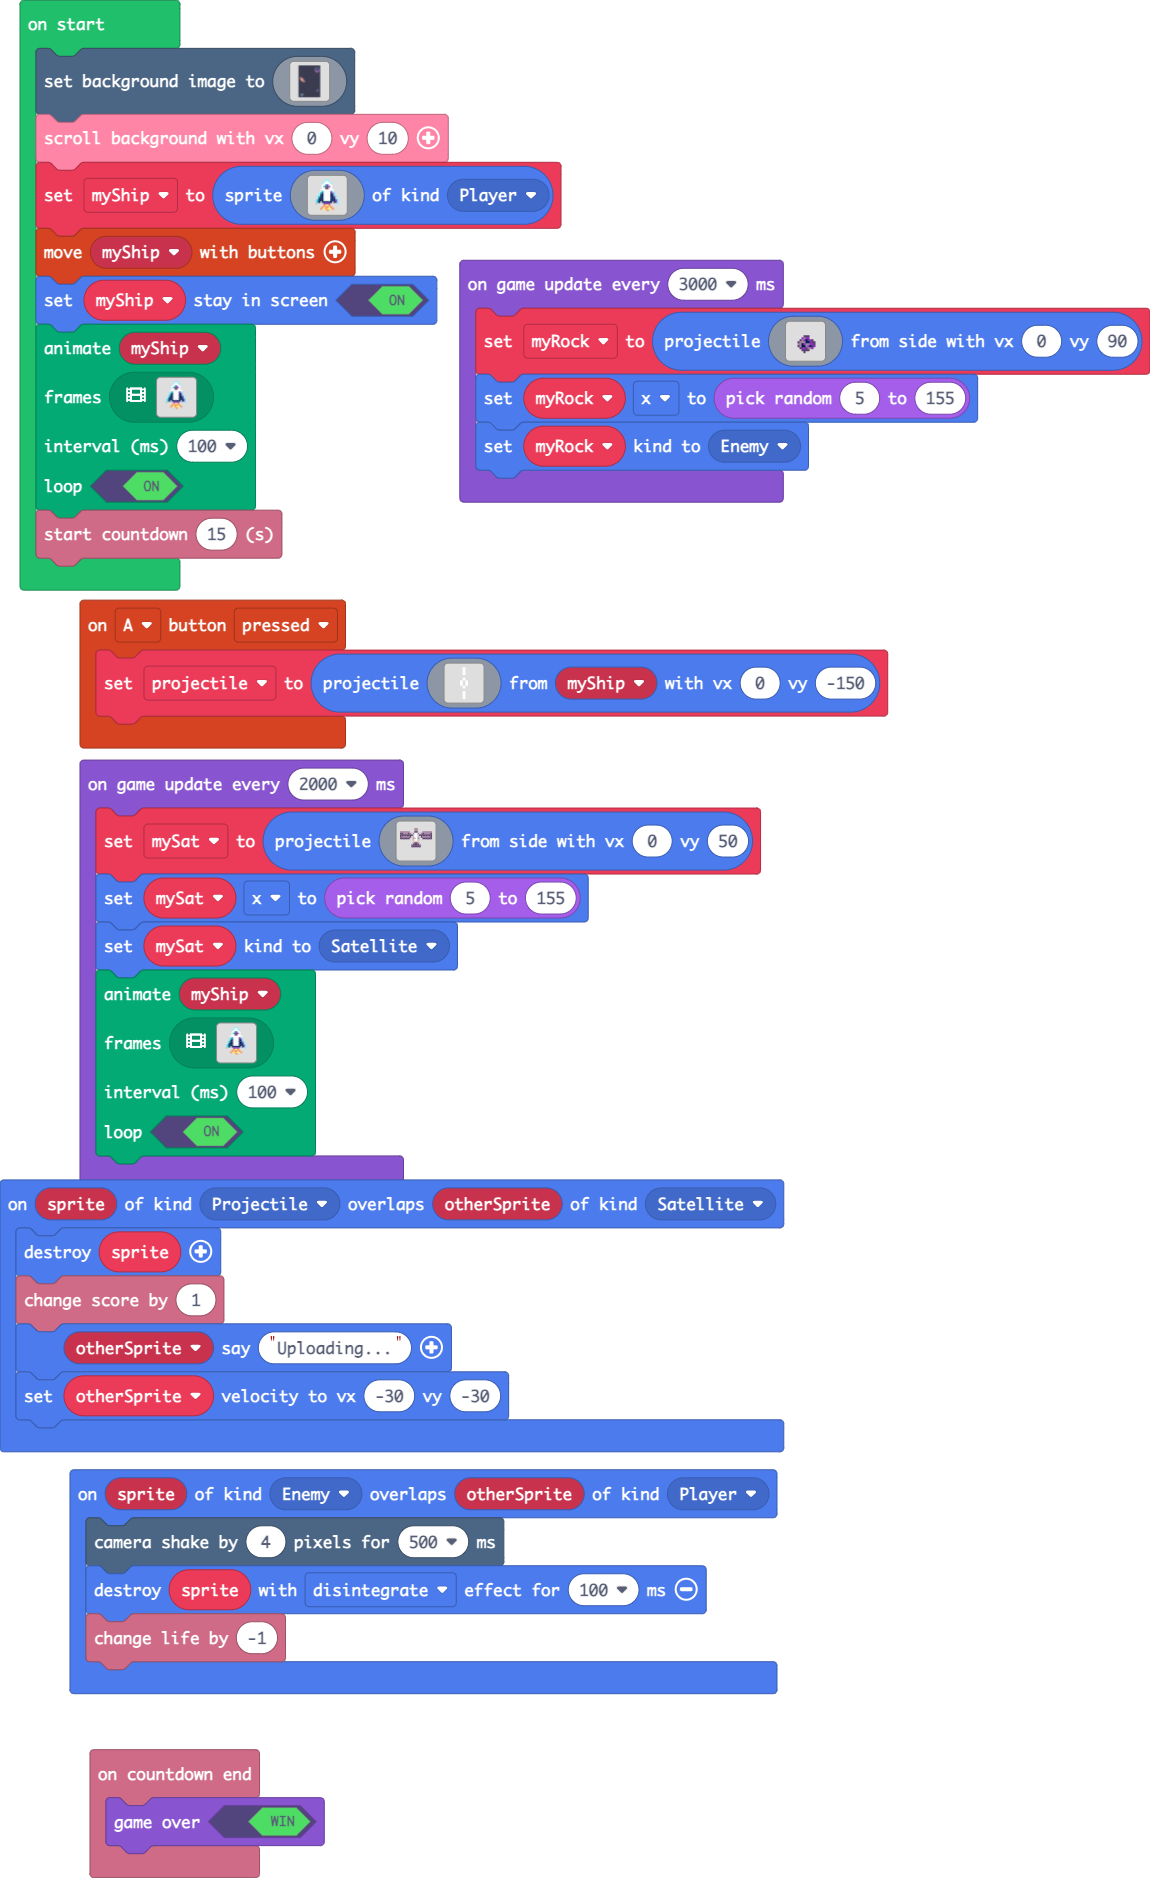 on start
set background image to
scroll background with vx 0 vy 10
set myShip to sprite of kind Player
move myShip with buttons
set myShip stay in screen ON
animate myShip
frames
interval (ms) 100
loop ON
start countdown 15 (s)
on game update every 3000 ms
set myRock to projectile from side with vx 0 vy 90
set myRock x to pick random 5 to 155
set myRock kind to Enemy
on A button pressed
set projectile to projectile from myShip with vx 0 vy -150
on game update every 2000 ms
set mySat to projectile from side with vx 0 vy 50
set mySat x to pick random 5 to 155
set mySat kind to Satellite
animate myShip
frames
interval (ms) 100
loop ON
on sprite of kind Projectile overlaps otherSprite of kind Satellite
destroy sprite
change score by 1
otherSprite say "Uploading..."
set otherSprite velocity to vx -30 vy -30
on sprite of kind Enemy overlaps otherSprite of kind Player
camera shake by 4 pixels for 500 ms
destroy sprite with disintegrate effect for 100 ms
change life by -1
on countdown end
game over WIN